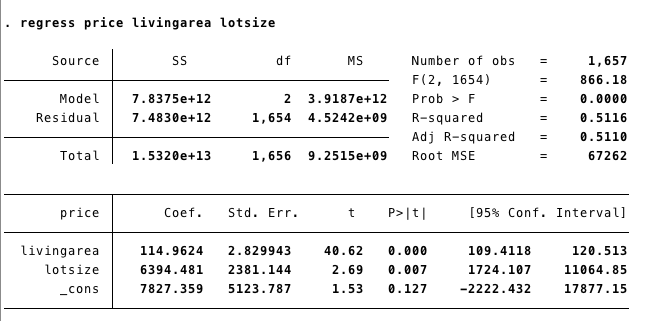 . regress price livingarea lotsize
Source | SS df MS Number of obs = 1,657
F(2, 1654) = 866.18
Model | 7.8375e+12 2 3.9187e+12 Prob > F = 0.0000
Residual | 7.4830e+12 1,654 4.5242e+09 R-squared = 0.5116
Adj R-squared = 0.5110
Total | 1.5320e+13 1,656 9.2515e+09 Root MSE = 67262
price | Coef. Std. Err. t P>|t| [95% Conf. Interval]
livingarea | 114.9624 2.829943 40.62 0.000 109.4118 120.513
lotsize | 6394.481 2381.144 2.69 0.007 1724.107 11064.85
_cons | 7827.359 5123.787 1.53 0.127 −2222.432 17877.15